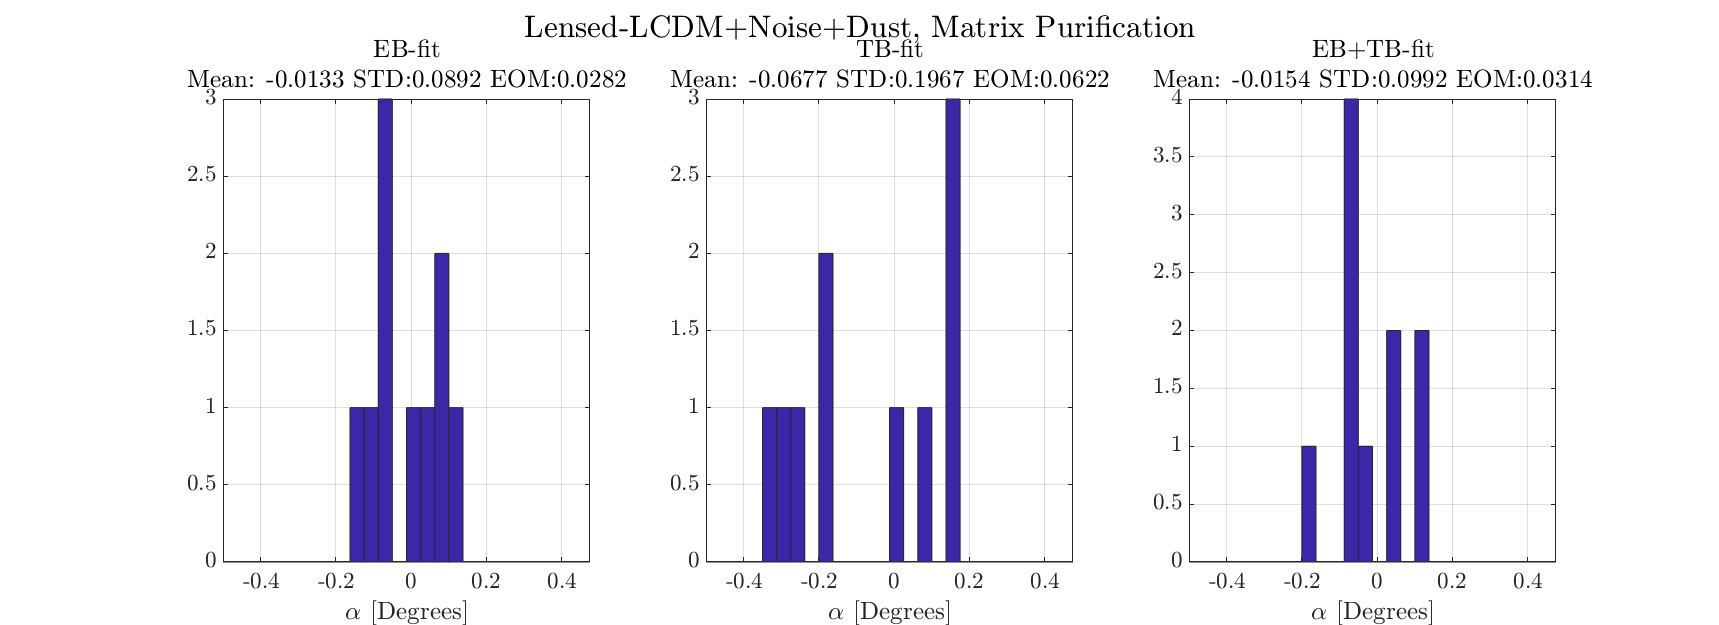 Lensed-LCDM+Noise+Dust, Matrix Purification
EB-fit
Mean: -0.0133 STD:0.0892 EOM:0.0282
3
2.5
2
1.5
1
0.5
0
-0.4 -0.2 0 0.2 0.4
α [Degrees]
TB-fit
Mean: -0.0677 STD:0.1967 EOM:0.0622
3
2.5
2
1.5
1
0.5
0
-0.4 -0.2 0 0.2 0.4
α [Degrees]
EB+TB-fit
Mean: -0.0154 STD:0.0992 EOM:0.0314
4
3.5
3
2.5
2
1.5
1
0.5
0
-0.4 -0.2 0 0.2 0.4
α [Degrees]